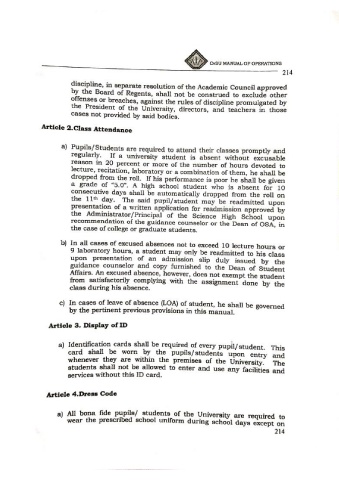 CnSU MANUAL OF OPERATIONS
214
discipline, in separate resolution of the Academic Council approved
by the Board of Regents, shall not be construed to exclude other
offenses or breaches, against the rules of discipline promulgated by
the President of the University, directors, and teachers in those
cases not provided by said bodies.
Article 2.Class Attendance
a) Pupils/Students are required to attend their classes promptly and
regularly. If a university student is absent without excusable
reason in 20 percent or more of the number of hours devoted to
lecture, recitation, laboratory or a combination of them, he shall be
dropped from the roll. If his performance is poor he shall be given
a grade of "5.0". A high school student who is absent for 10
consecutive days shall be automatically dropped from the roll on
the 11th day. The said pupil/student may be readmitted upon
presentation of a written application for readmission approved by
the Administrator/Principal of the Science High School upon
recommendation of the guidance counselor or the Dean of OSA, in
the case of college or graduate students.
b) In all cases of excused absences not to exceed 10 lecture hours or
9 laboratory hours, a student may only be readmitted to his class
upon presentation of an admission slip duly issued by the
guidance counselor and copy furnished to the Dean of Student
Affairs. An excused absence, however, does not exempt the student
from satisfactorily complying with the assignment done by the
class during his absence.
c) In cases of leave of absence (LOA) of student, he shall be governed
by the pertinent previous provisions in this manual.
Article 3. Display of ID
a) Identification cards shall be required of every pupil/student. This
card shall be worn by the pupils/students upon entry and
whenever they are within the premises of the University. The
students shall not be allowed to enter and use any facilities and
services without this ID card.
Article 4.Dress Code
a) All bona fide pupils/ students of the University are required to
wear the prescribed school uniform during school days except on
214